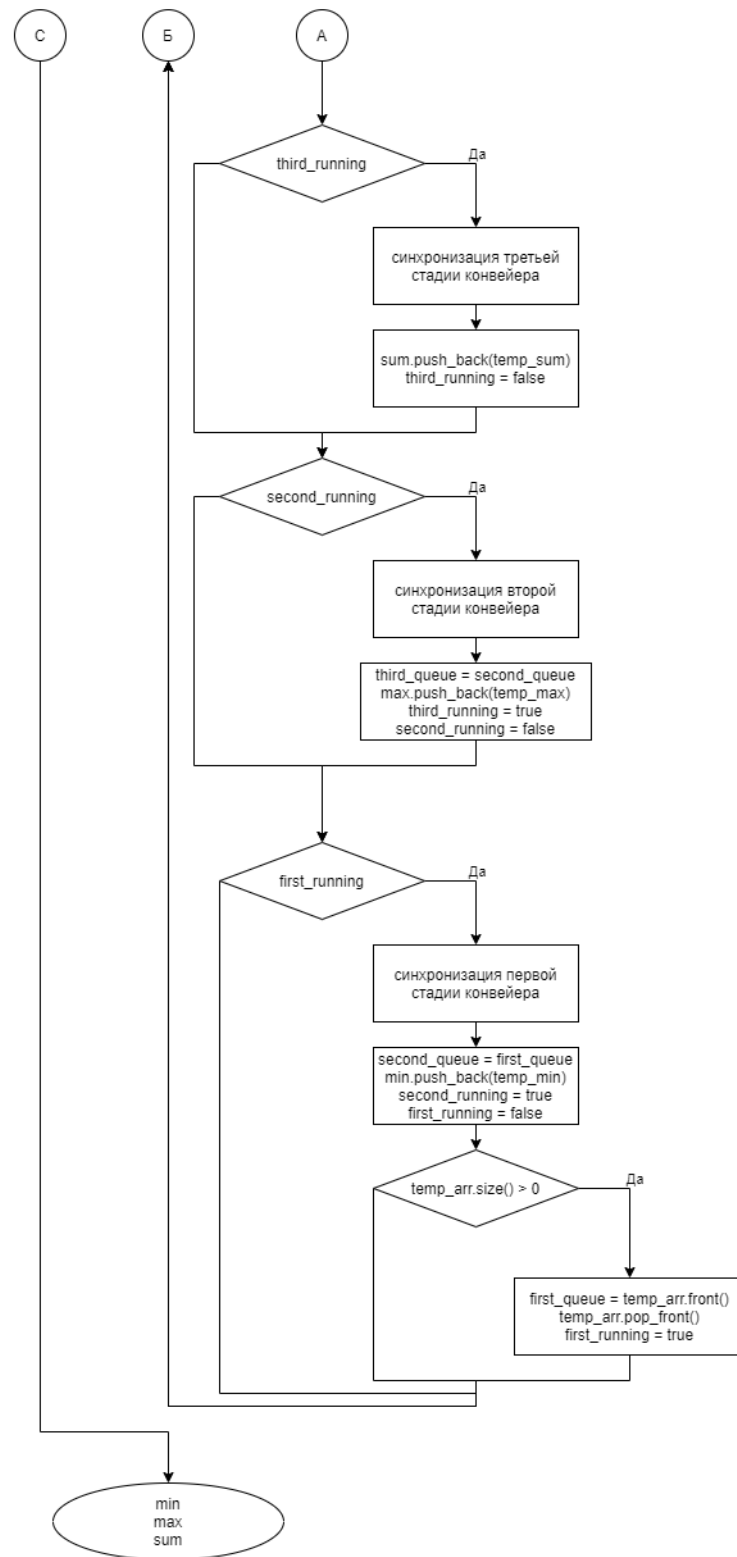 С
Б
А
third_running
Да
синхронизация третьей
стадии конвейера
sum.push_back(temp_sum)
third_running = false
second_running
Да
синхронизация второй
стадии конвейера
third_queue = second_queue
max.push_back(temp_max)
third_running = true
second_running = false
first_running
Да
синхронизация первой
стадии конвейера
second_queue = first_queue
min.push_back(temp_min)
second_running = true
first_running = false
temp_arr.size() > 0
Да
first_queue = temp_arr.front()
temp_arr.pop_front()
first_running = true
min
max
sum